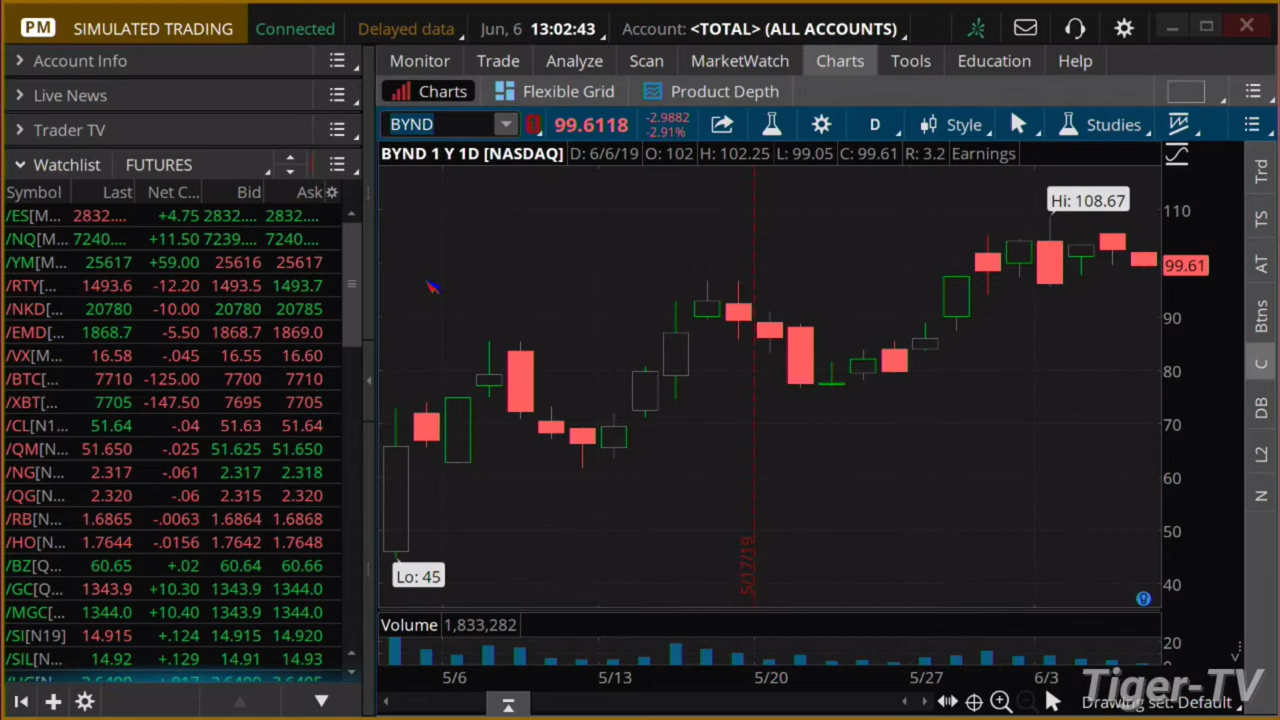 PM SIMULATED TRADING Connected Delayed data Jun, 6 13:02:43 Account: <TOTAL> (ALL ACCOUNTS)
Account Info
Live News
Trader TV
Watchlist FUTURES
Symbol Last Net C... Bid Ask
/ES[M... 2832.... +4.75 2832.... 2832....
/NQ[M... 7240.... +11.50 7239.... 7240....
/YM[M... 25617 +59.00 25616 25617
/RTY[... 1493.6 -12.20 1493.5 1493.7
/NKD[... 20780 -10.00 20780 20785
/EMD[... 1868.7 -5.50 1868.7 1869.0
/VX[M... 16.58 -.045 16.55 16.60
/BTC[... 7710 -125.00 7700 7710
/XBT[... 7705 -147.50 7695 7705
/CL[N1... 51.64 -.04 51.63 51.64
/QM[N... 51.650 -.025 51.625 51.650
/NG[N... 2.317 -.061 2.317 2.318
/QG[N... 2.320 -.06 2.315 2.320
/RB[N... 1.6865 -.0063 1.6864 1.6868
/HO[N... 1.7644 -.0156 1.7642 1.7648
/BZ[Q... 60.65 +.02 60.64 60.66
/GC[Q... 1343.9 +10.30 1343.9 1344.0
/MGC[... 1344.0 +10.40 1343.9 1344.0
/SI[N19] 14.915 +.124 14.915 14.920
/SIL[N... 14.92 +.129 14.91 14.93
Monitor Trade Analyze Scan MarketWatch Charts Tools Education Help
Charts Flexible Grid Product Depth
BYND 99.6118 -2.9882 -2.91% D Style Studies
BYND 1 Y 1D [NASDAQ] D: 6/6/19 O: 102 H: 102.25 L: 99.05 C: 99.61 R: 3.2 Earnings
Hi: 108.67
110
99.61
90
80
70
60
50
40
5/17/19
Lo: 45
Volume 1,833,282
20
0
5/6 5/13 5/20 5/27 6/3
Drawing set: Default
Tiger-TV
Trd
TS
AT
Btns
C
DB
L2
N